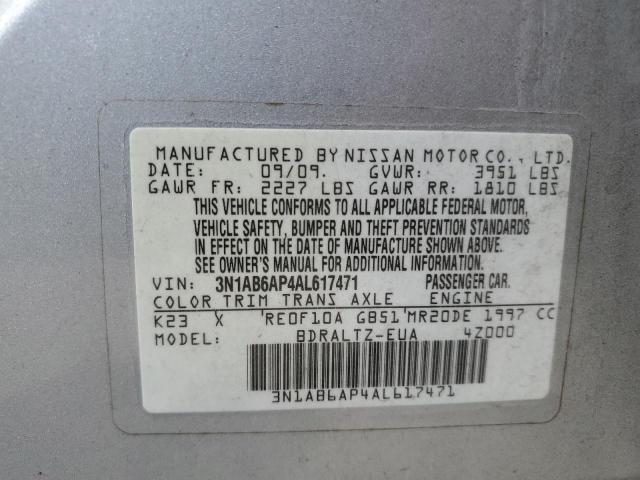 MANUFACTURED BY NISSAN MOTOR CO., LTD.
DATE: 09/09. GVWR: 3951 LBS
GAWR FR: 2227 LBS GAWR RR: 1810 LBS
THIS VEHICLE CONFORMS TO ALL APPLICABLE FEDERAL MOTOR,
VEHICLE SAFETY, BUMPER AND THEFT PREVENTION STANDARDS
IN EFFECT ON THE DATE OF MANUFACTURE SHOWN ABOVE.
SEE OWNER'S MANUAL FOR ADDITIONAL INFORMATION.
VIN: 3N1AB6AP4AL617471 PASSENGER CAR.
COLOR TRIM TRANS AXLE ENGINE
K23 X 'RE0F10A GB51'MR20DE 1997 CC
MODEL: BDRALTZ-EUA 4Z000
3N1AB6AP4AL617471